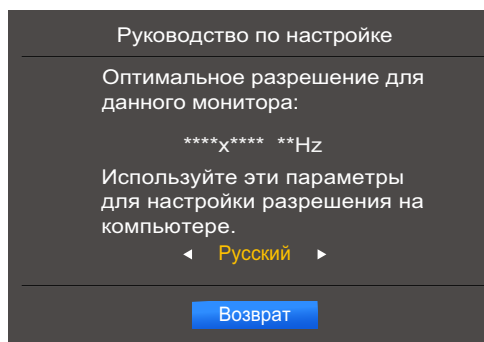 Руководство по настройке
Оптимальное разрешение для
данного монитора:
****x**** **Hz
Используйте эти параметры
для настройки разрешения на
компьютере.
Русский
Возврат